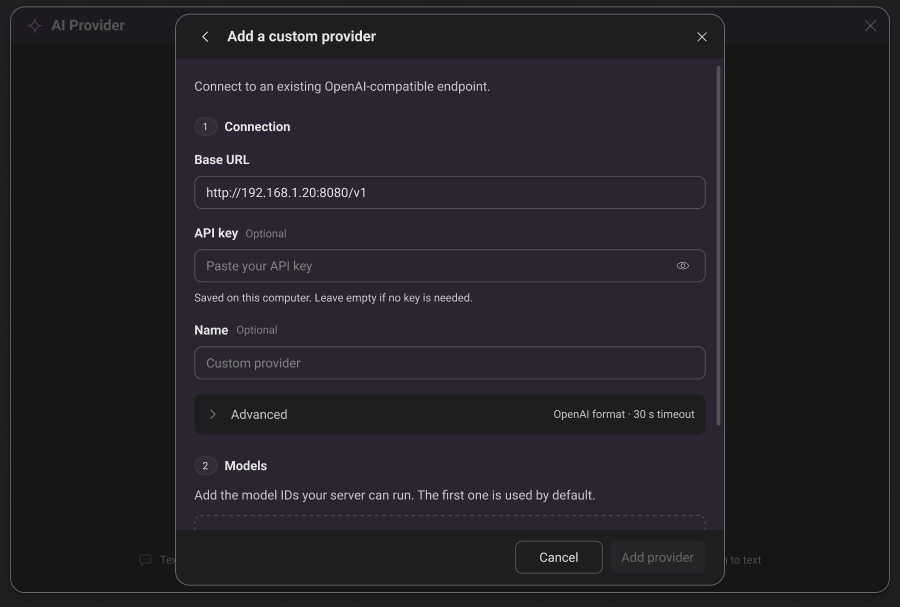 AI Provider
Add a custom provider
Connect to an existing OpenAI-compatible endpoint.
1 Connection
Base URL
http://192.168.1.20:8080/v1
API key Optional
Paste your API key
Saved on this computer. Leave empty if no key is needed.
Name Optional
Custom provider
Advanced OpenAI format · 30 s timeout
2 Models
Add the model IDs your server can run. The first one is used by default.
Cancel Add provider
to text